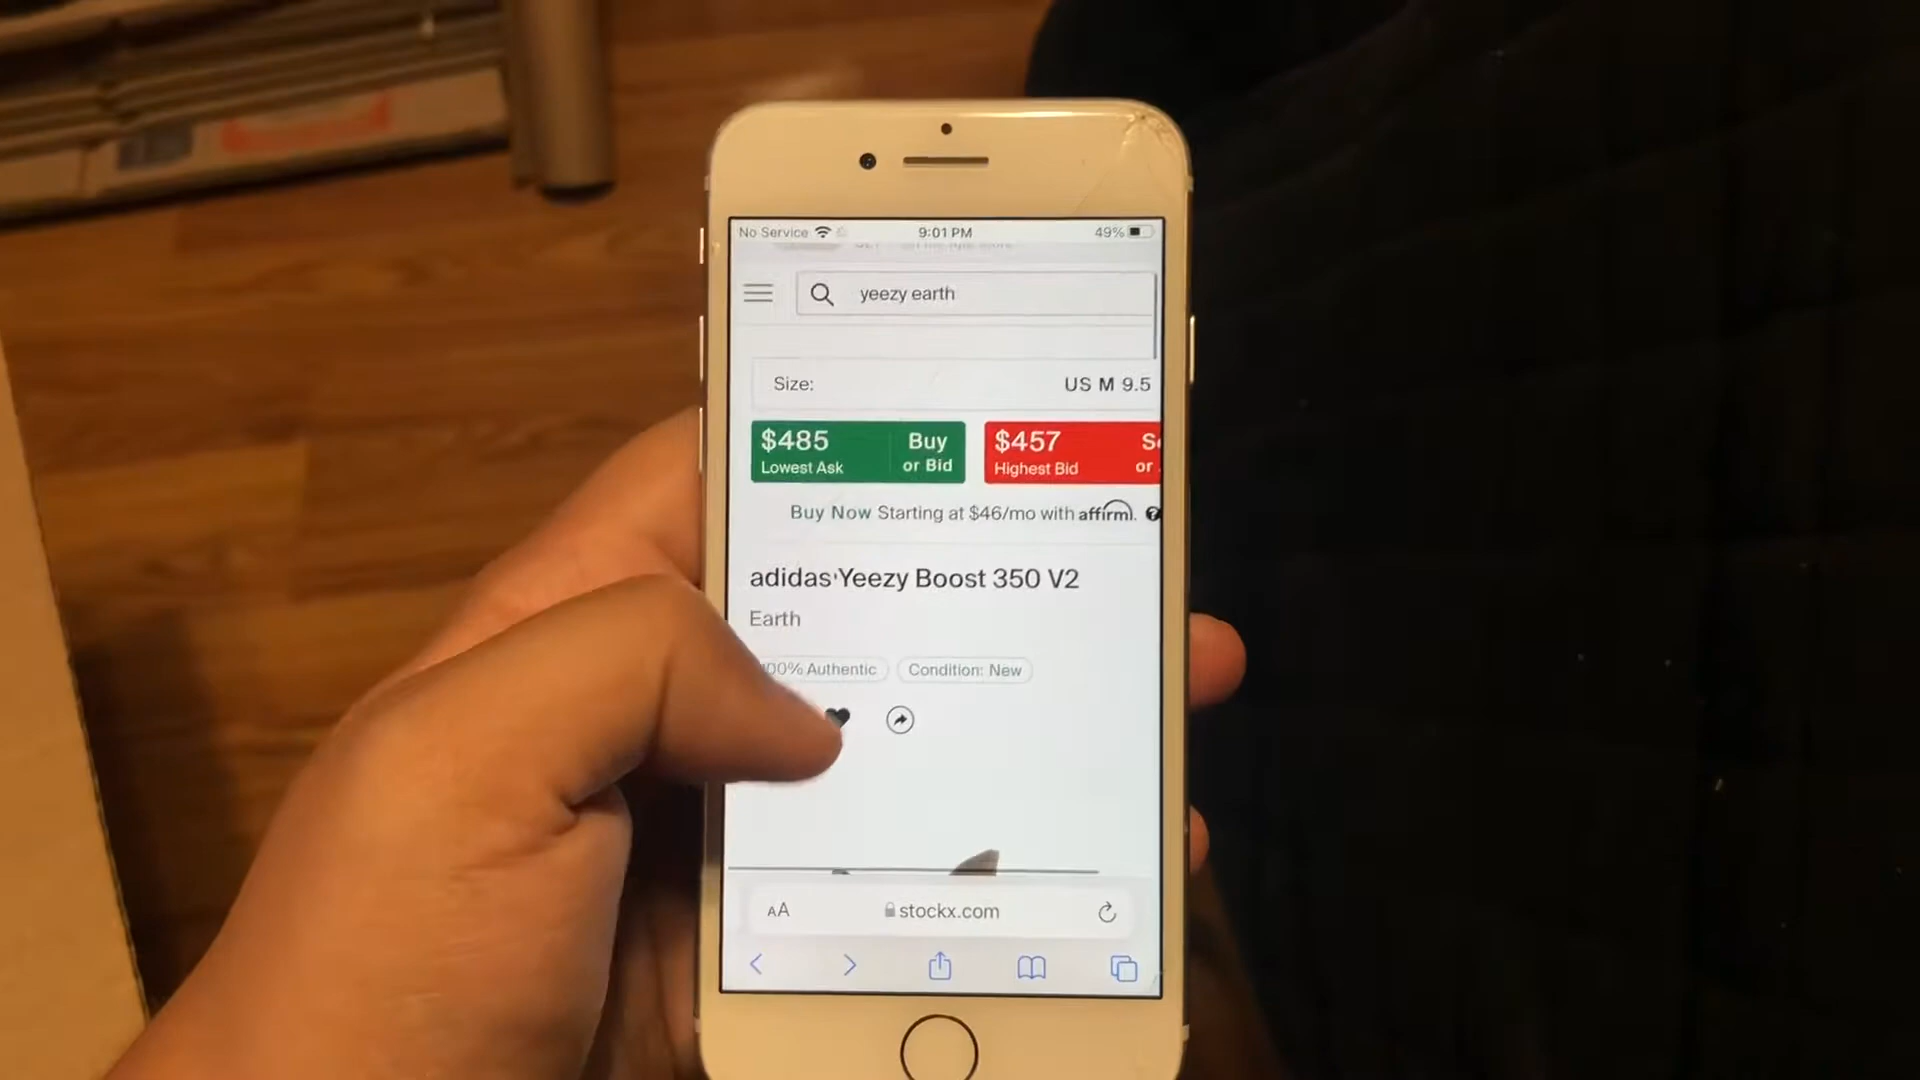 No Service 9:01 PM 49%
yeezy earth
Size: US M 9.5
$485 Buy $457
Lowest Ask or Bid Highest Bid or
Buy Now Starting at $46/mo with affirm.
adidas Yeezy Boost 350 V2
Earth
100% Authentic Condition: New
AA stockx.com